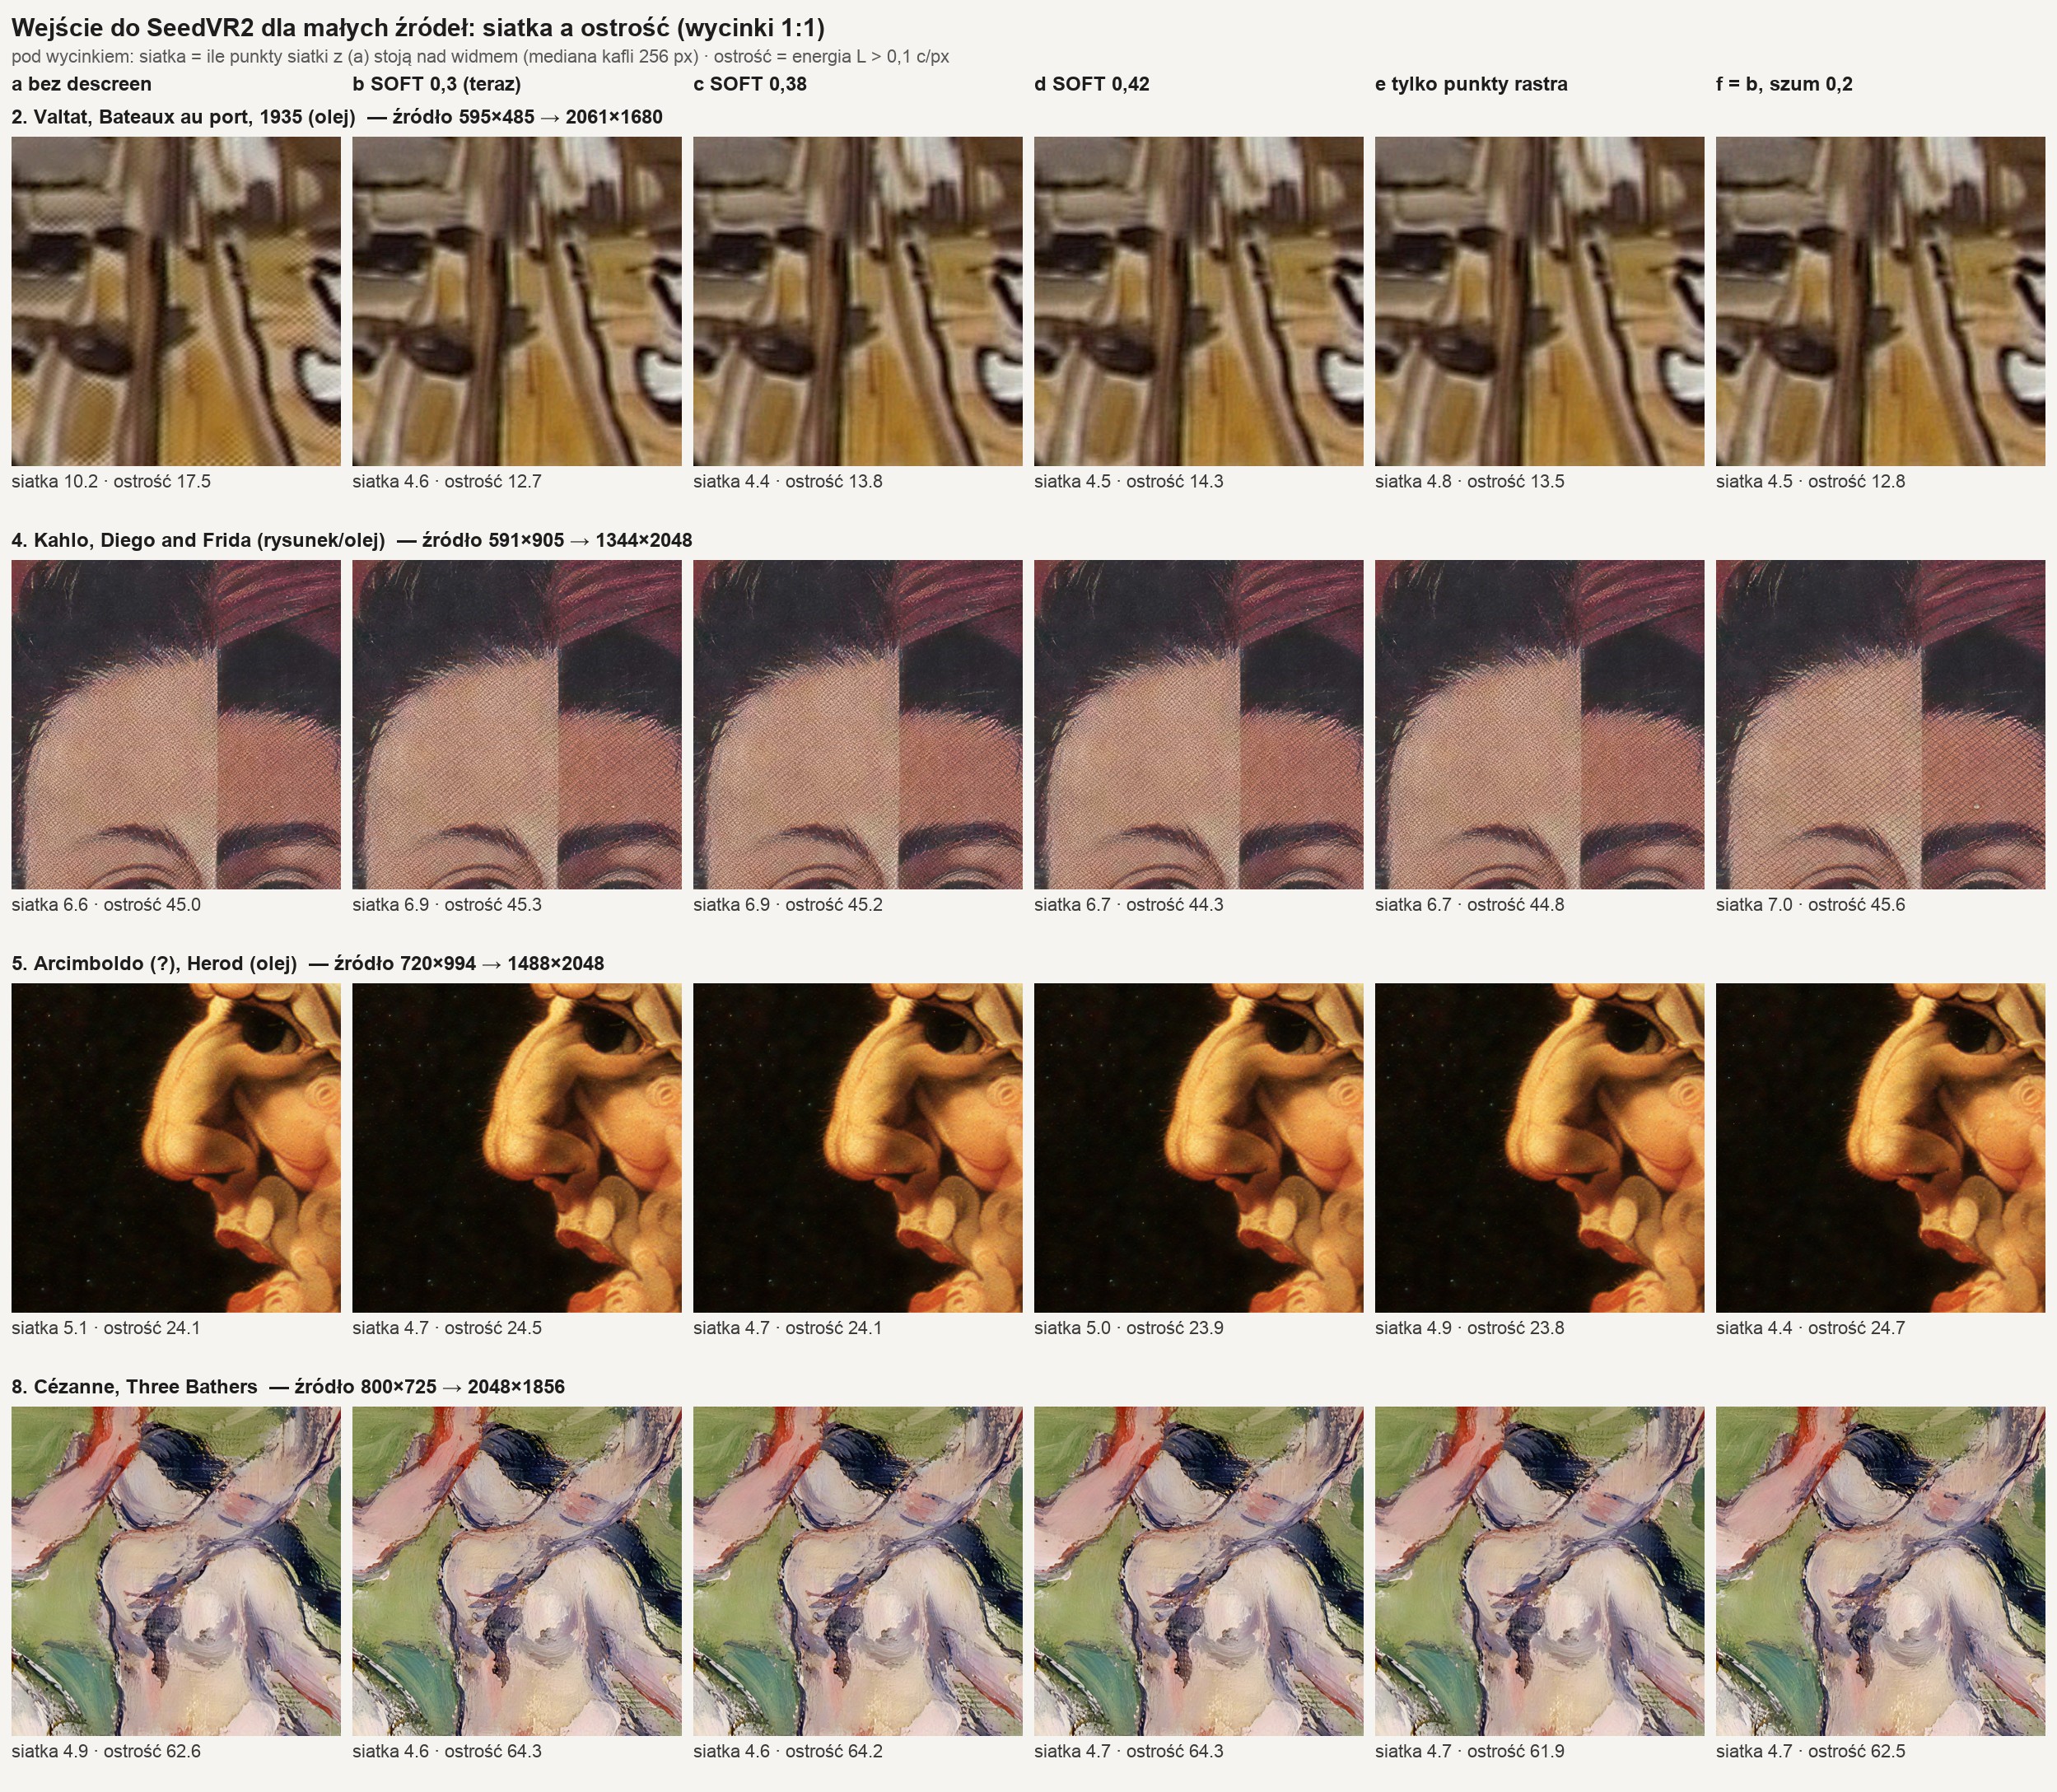 Wejście do SeedVR2 dla małych źródeł: siatka a ostrość (wycinki 1:1)
pod wycinkiem: siatka = ile punkty siatki z (a) stoją nad widmem (mediana kafli 256 px) · ostrość = energia L > 0,1 c/px
a bez descreen b SOFT 0,3 (teraz) c SOFT 0,38 d SOFT 0,42 e tylko punkty rastra f = b, szum 0,2
2. Valtat, Bateaux au port, 1935 (olej) — źródło 595×485 → 2061×1680
siatka 10.2 · ostrość 17.5 siatka 4.6 · ostrość 12.7 siatka 4.4 · ostrość 13.8 siatka 4.5 · ostrość 14.3 siatka 4.8 · ostrość 13.5 siatka 4.5 · ostrość 12.8
4. Kahlo, Diego and Frida (rysunek/olej) — źródło 591×905 → 1344×2048
siatka 6.6 · ostrość 45.0 siatka 6.9 · ostrość 45.3 siatka 6.9 · ostrość 45.2 siatka 6.7 · ostrość 44.3 siatka 6.7 · ostrość 44.8 siatka 7.0 · ostrość 45.6
5. Arcimboldo (?), Herod (olej) — źródło 720×994 → 1488×2048
siatka 5.1 · ostrość 24.1 siatka 4.7 · ostrość 24.5 siatka 4.7 · ostrość 24.1 siatka 5.0 · ostrość 23.9 siatka 4.9 · ostrość 23.8 siatka 4.4 · ostrość 24.7
8. Cézanne, Three Bathers — źródło 800×725 → 2048×1856
siatka 4.9 · ostrość 62.6 siatka 4.6 · ostrość 64.3 siatka 4.6 · ostrość 64.2 siatka 4.7 · ostrość 64.3 siatka 4.7 · ostrość 61.9 siatka 4.7 · ostrość 62.5